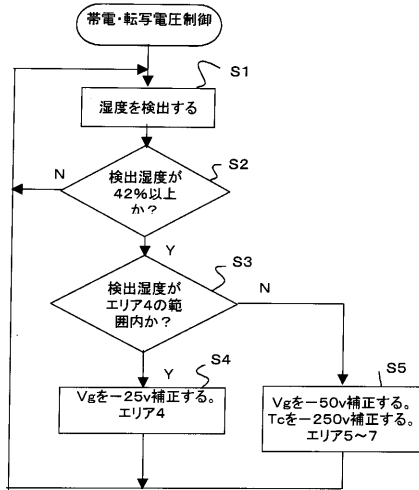 帯電・転写電圧制御
S1
湿度を検出する
S2
N
検出湿度が
42%以上
か？
Y
S3
検出湿度が
エリア4の範
囲内か？
N
Y
S4
Vgを－25v補正する。
エリア4
S5
Vgを－50v補正する。
Tcを－250v補正する。
エリア5～7